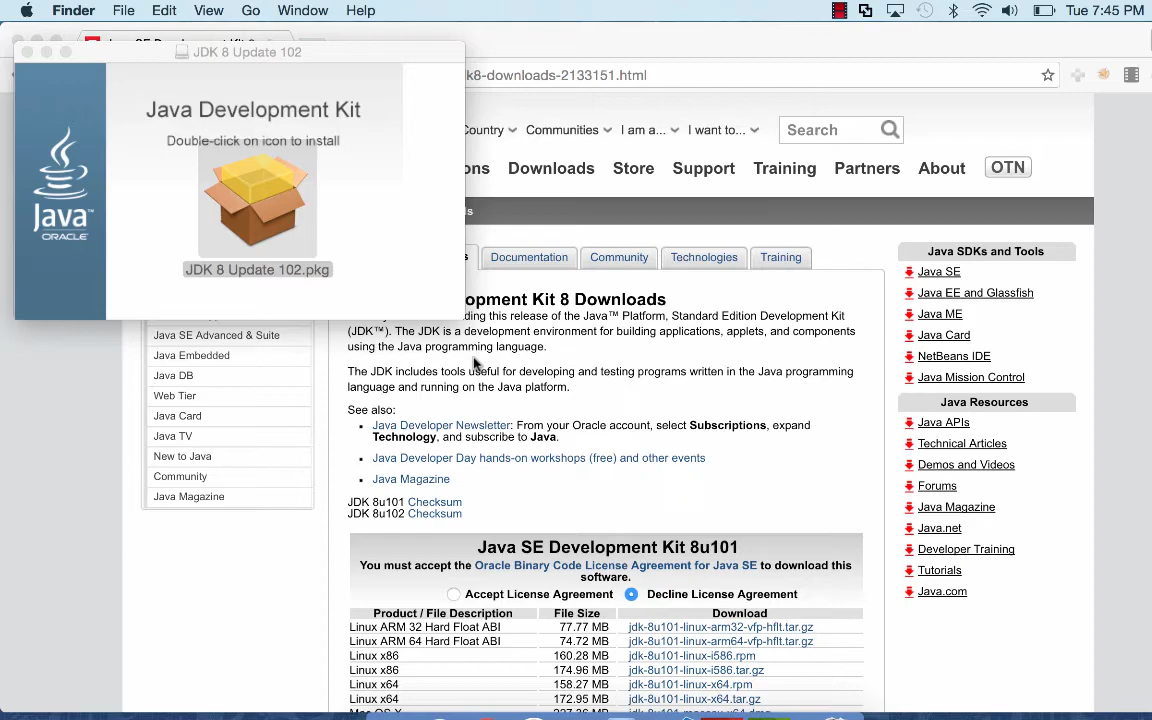 Finder File Edit View Go Window Help
Tue 7:45 PM
JDK 8 Update 102
Java Development Kit
Double-click on icon to install
JDK 8 Update 102.pkg
Java™
ORACLE
k8-downloads-2133151.html
Country Communities I am a... I want to... Search
ons Downloads Store Support Training Partners About OTN
ls
s Documentation Community Technologies Training
Java SE Advanced & Suite
Java Embedded
Java DB
Web Tier
Java Card
Java TV
New to Java
Community
Java Magazine
opment Kit 8 Downloads
ding this release of the Java™ Platform, Standard Edition Development Kit
(JDK™). The JDK is a development environment for building applications, applets, and components
using the Java programming language.
The JDK includes tools useful for developing and testing programs written in the Java programming
language and running on the Java platform.
See also:
Java Developer Newsletter: From your Oracle account, select Subscriptions, expand
Technology, and subscribe to Java.
Java Developer Day hands-on workshops (free) and other events
Java Magazine
JDK 8u101 Checksum
JDK 8u102 Checksum
Java SE Development Kit 8u101
You must accept the Oracle Binary Code License Agreement for Java SE to download this
software.
Accept License Agreement Decline License Agreement
Product / File Description File Size Download
Linux ARM 32 Hard Float ABI 77.77 MB jdk-8u101-linux-arm32-vfp-hflt.tar.gz
Linux ARM 64 Hard Float ABI 74.72 MB jdk-8u101-linux-arm64-vfp-hflt.tar.gz
Linux x86 160.28 MB jdk-8u101-linux-i586.rpm
Linux x86 174.96 MB jdk-8u101-linux-i586.tar.gz
Linux x64 158.27 MB jdk-8u101-linux-x64.rpm
Linux x64 172.95 MB jdk-8u101-linux-x64.tar.gz
Java SDKs and Tools
Java SE
Java EE and Glassfish
Java ME
Java Card
NetBeans IDE
Java Mission Control
Java Resources
Java APIs
Technical Articles
Demos and Videos
Forums
Java Magazine
Java.net
Developer Training
Tutorials
Java.com